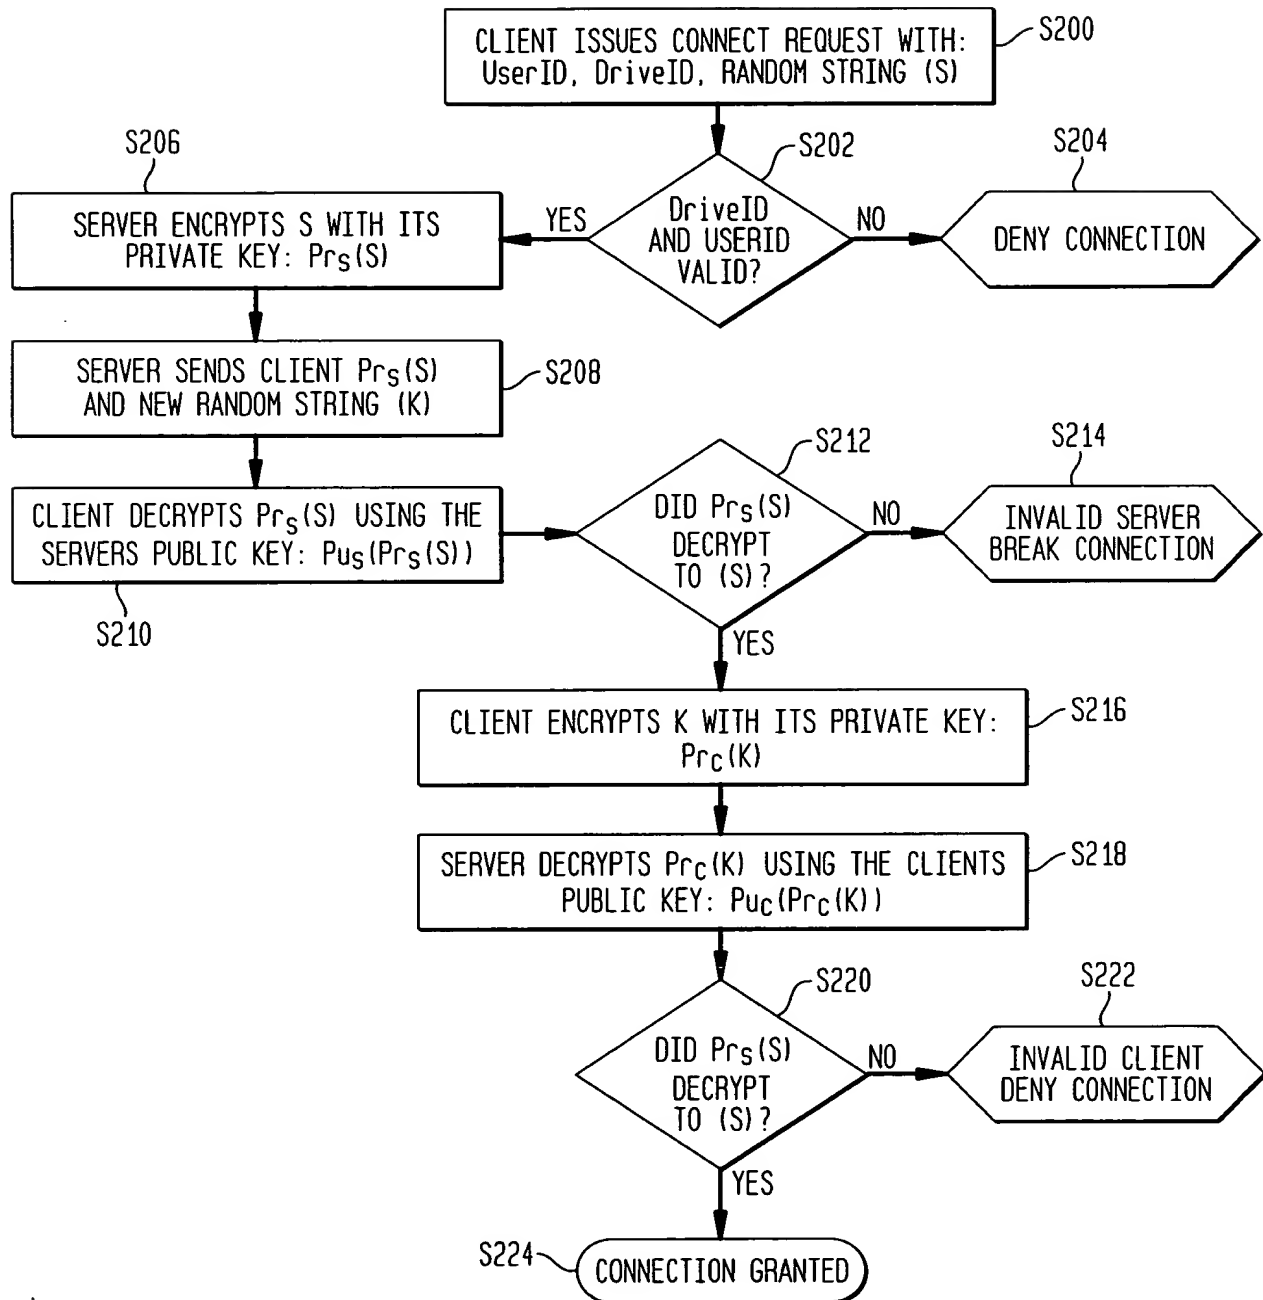 CLIENT ISSUES CONNECT REQUEST WITH:
UserID, DriveID, RANDOM STRING (S)
S200
S202
DriveID
AND USERID
VALID?
YES
NO
S204
DENY CONNECTION
S206
SERVER ENCRYPTS S WITH ITS
PRIVATE KEY: Prs(S)
SERVER SENDS CLIENT Prs(S)
AND NEW RANDOM STRING (K)
S208
CLIENT DECRYPTS Prs(S) USING THE
SERVERS PUBLIC KEY: Pus(Prs(S))
S210
S212
DID Prs(S)
DECRYPT
TO (S)?
NO
YES
S214
INVALID SERVER
BREAK CONNECTION
CLIENT ENCRYPTS K WITH ITS PRIVATE KEY:
Prc(K)
S216
SERVER DECRYPTS Prc(K) USING THE CLIENTS
PUBLIC KEY: Puc(Prc(K))
S218
S220
DID Prs(S)
DECRYPT
TO (S)?
NO
YES
S222
INVALID CLIENT
DENY CONNECTION
S224
CONNECTION GRANTED